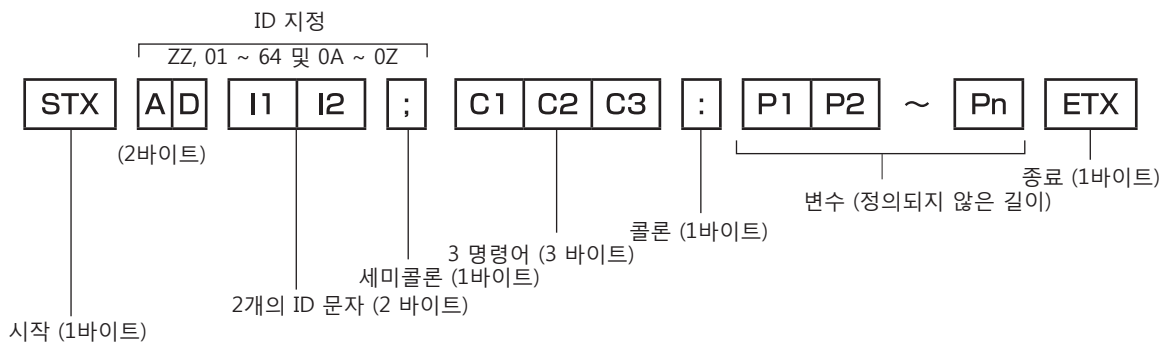 ID 지정
ZZ, 01 ~ 64 및 0A ~ 0Z
STX A D I1 I2 ; C1 C2 C3 : P1 P2 ~ Pn ETX
(2바이트)
종료 (1바이트)
변수 (정의되지 않은 길이)
콜론 (1바이트)
3 명령어 (3 바이트)
세미콜론 (1바이트)
2개의 ID 문자 (2 바이트)
시작 (1바이트)